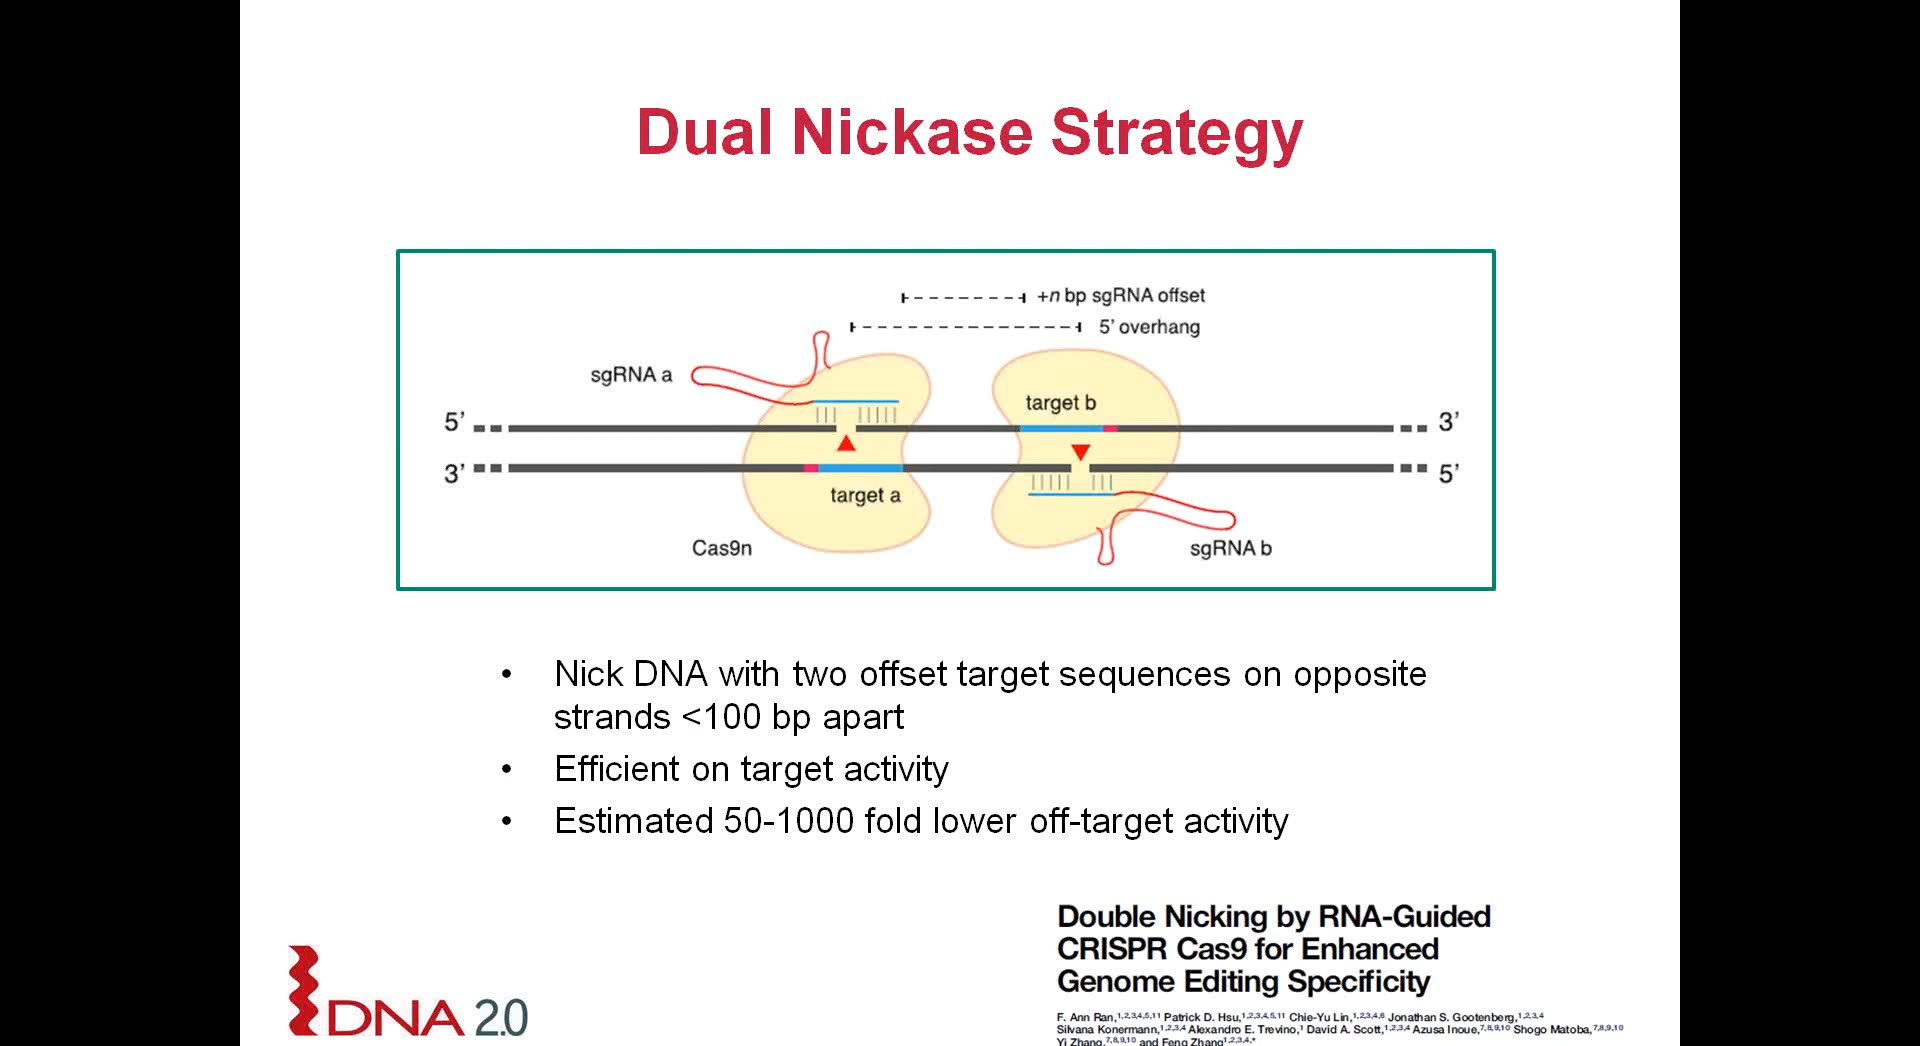 Dual Nickase Strategy
+n bp sgRNA offset
5’ overhang
sgRNA a
target b
5’
3’
3’
5’
target a
Cas9n
sgRNA b
• Nick DNA with two offset target sequences on opposite
strands <100 bp apart
• Efficient on target activity
• Estimated 50-1000 fold lower off-target activity
Double Nicking by RNA-Guided
CRISPR Cas9 for Enhanced
Genome Editing Specificity
F. Ann Ran,1,2,3,4,5,11 Patrick D. Hsu,1,2,3,4,5,11 Chie-Yu Lin,1,2,3,4,6 Jonathan S. Gootenberg,1,2,3,4
Silvana Konermann,1,2,3,4 Alexandro E. Trevino,1 David A. Scott,1,2,3,4 Azusa Inoue,7,8,9,10 Shogo Matoba,7,8,9,10
Yi Zhang,7,8,9,10 and Feng Zhang1,2,3,4,*
DNA 2.0